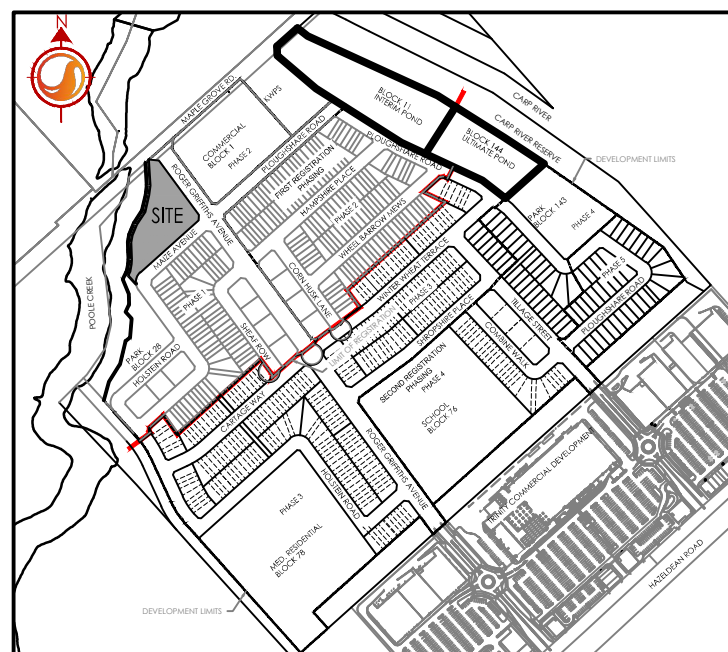 N
MAPLE GROVE RD.
KWPS
COMMERCIAL
BLOCK 1
PHASE 2
BLOCK 11
INTERIM POND
CARP RIVER
CARP RIVER RESERVE
BLOCK 144
ULTIMATE POND
DEVELOPMENT LIMITS
PLOUGHSHARE ROAD
PLOUGHSHARE ROAD
FIRST REGISTRATION
PHASING
HAMPSHIRE PLACE
PHASE 2
WHEEL BARROW MEWS
ROGER GRIFFITHS AVENUE
SITE
MAIZE AVENUE
PHASE 1
CORN HUSK LANE
PARK
BLOCK 143
PHASE 4
WINTER WHEAT TERRACE
PHASE 3
PHASE 5
PLOUGHSHARE ROAD
POOLE CREEK
PARK
BLOCK 28
HOLSTEIN ROAD
SHEAF ROW
LIMIT OF REGISTRATION
SHROPSHIRE PLACE
TILLAGE STREET
COMBINE WALK
SECOND REGISTRATION
PHASING
PHASE 4
SCHOOL
BLOCK 76
CARTAGE WAY
ROGER GRIFFITHS AVENUE
HOLSTEIN ROAD
TRINITY COMMERCIAL DEVELOPMENT
PHASE 3
MED. RESIDENTIAL
BLOCK 78
HAZELDEAN ROAD
DEVELOPMENT LIMITS